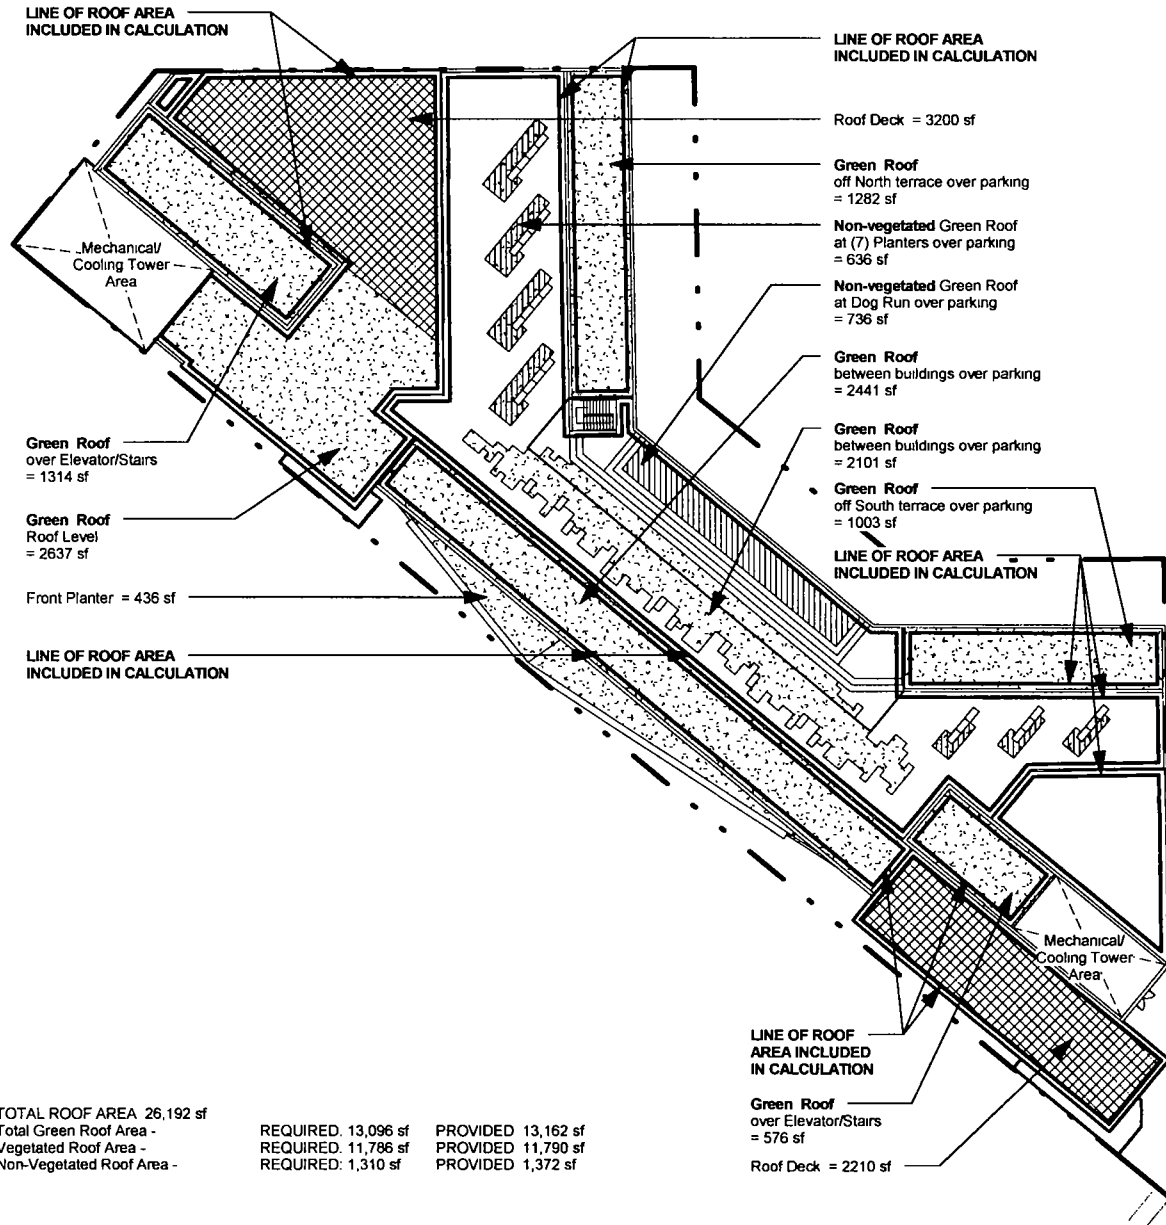 LINE OF ROOF AREA
INCLUDED IN CALCULATION
LINE OF ROOF AREA
INCLUDED IN CALCULATION
Roof Deck = 3200 sf
Green Roof
off North terrace over parking
= 1282 sf
Non-vegetated Green Roof
at (7) Planters over parking
= 636 sf
Non-vegetated Green Roof
at Dog Run over parking
= 736 sf
Green Roof
between buildings over parking
= 2441 sf
Green Roof
between buildings over parking
= 2101 sf
Green Roof
off South terrace over parking
= 1003 sf
LINE OF ROOF AREA
INCLUDED IN CALCULATION
Mechanical/
Cooling Tower
Area
Green Roof
over Elevator/Stairs
= 1314 sf
Green Roof
Roof Level
= 2637 sf
Front Planter = 436 sf
LINE OF ROOF AREA
INCLUDED IN CALCULATION
Mechanical/
Cooling Tower
Area
LINE OF ROOF
AREA INCLUDED
IN CALCULATION
Green Roof
over Elevator/Stairs
= 576 sf
Roof Deck = 2210 sf
TOTAL ROOF AREA 26,192 sf
Total Green Roof Area - REQUIRED. 13,096 sf PROVIDED 13,162 sf
Vegetated Roof Area - REQUIRED. 11,786 sf PROVIDED 11,790 sf
Non-Vegetated Roof Area - REQUIRED: 1,310 sf PROVIDED 1,372 sf